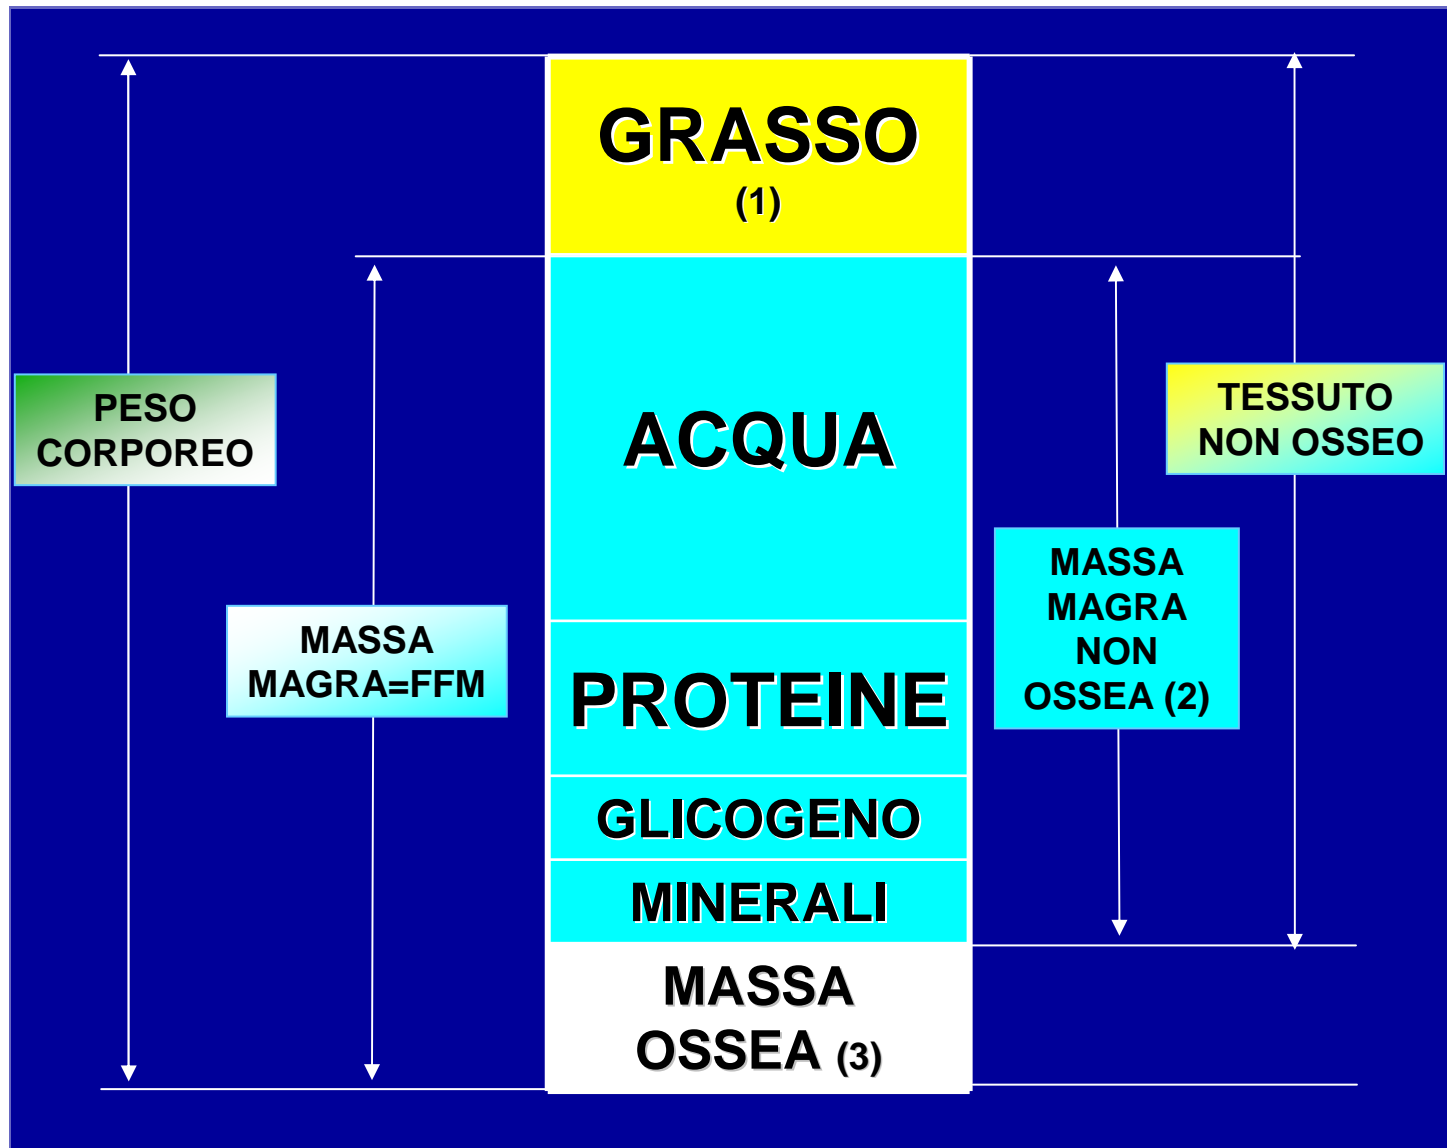 GRASSO
(1)
ACQUA
PROTEINE
GLICOGENO
MINERALI
MASSA
OSSEA (3)
PESO
CORPOREO
MASSA
MAGRA=FFM
MASSA
MAGRA
NON
OSSEA (2)
TESSUTO
NON OSSEO